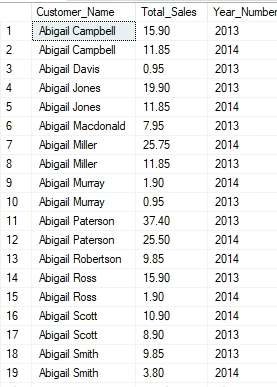 Customer_Name Total_Sales Year_Number
1 Abigail Campbell 15.90 2013
2 Abigail Campbell 11.85 2014
3 Abigail Davis 0.95 2013
4 Abigail Jones 19.90 2013
5 Abigail Jones 11.85 2014
6 Abigail Macdonald 7.95 2013
7 Abigail Miller 25.75 2014
8 Abigail Miller 11.85 2013
9 Abigail Murray 1.90 2014
10 Abigail Murray 0.95 2013
11 Abigail Paterson 37.40 2013
12 Abigail Paterson 25.50 2014
13 Abigail Robertson 9.85 2014
14 Abigail Ross 15.90 2013
15 Abigail Ross 1.90 2014
16 Abigail Scott 10.90 2014
17 Abigail Scott 8.90 2013
18 Abigail Smith 9.85 2013
19 Abigail Smith 3.80 2014